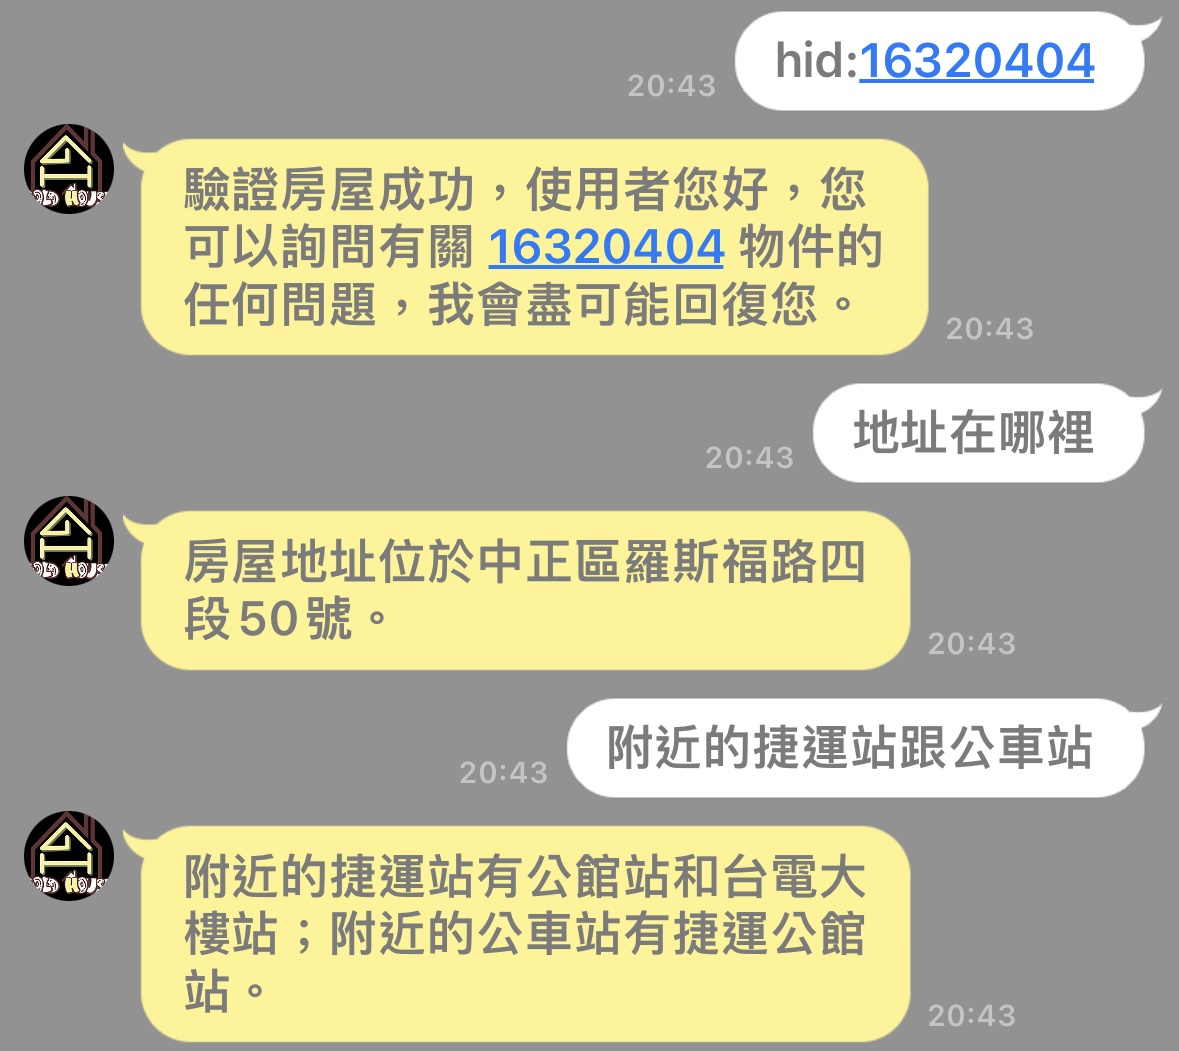 hid:16320404
20:43
驗證房屋成功，使用者您好，您
可以詢問有關 16320404 物件的
任何問題，我會盡可能回復您。
20:43
地址在哪裡
20:43
房屋地址位於中正區羅斯福路四
段50號。
20:43
附近的捷運站跟公車站
20:43
附近的捷運站有公館站和台電大
樓站；附近的公車站有捷運公館
站。
20:43